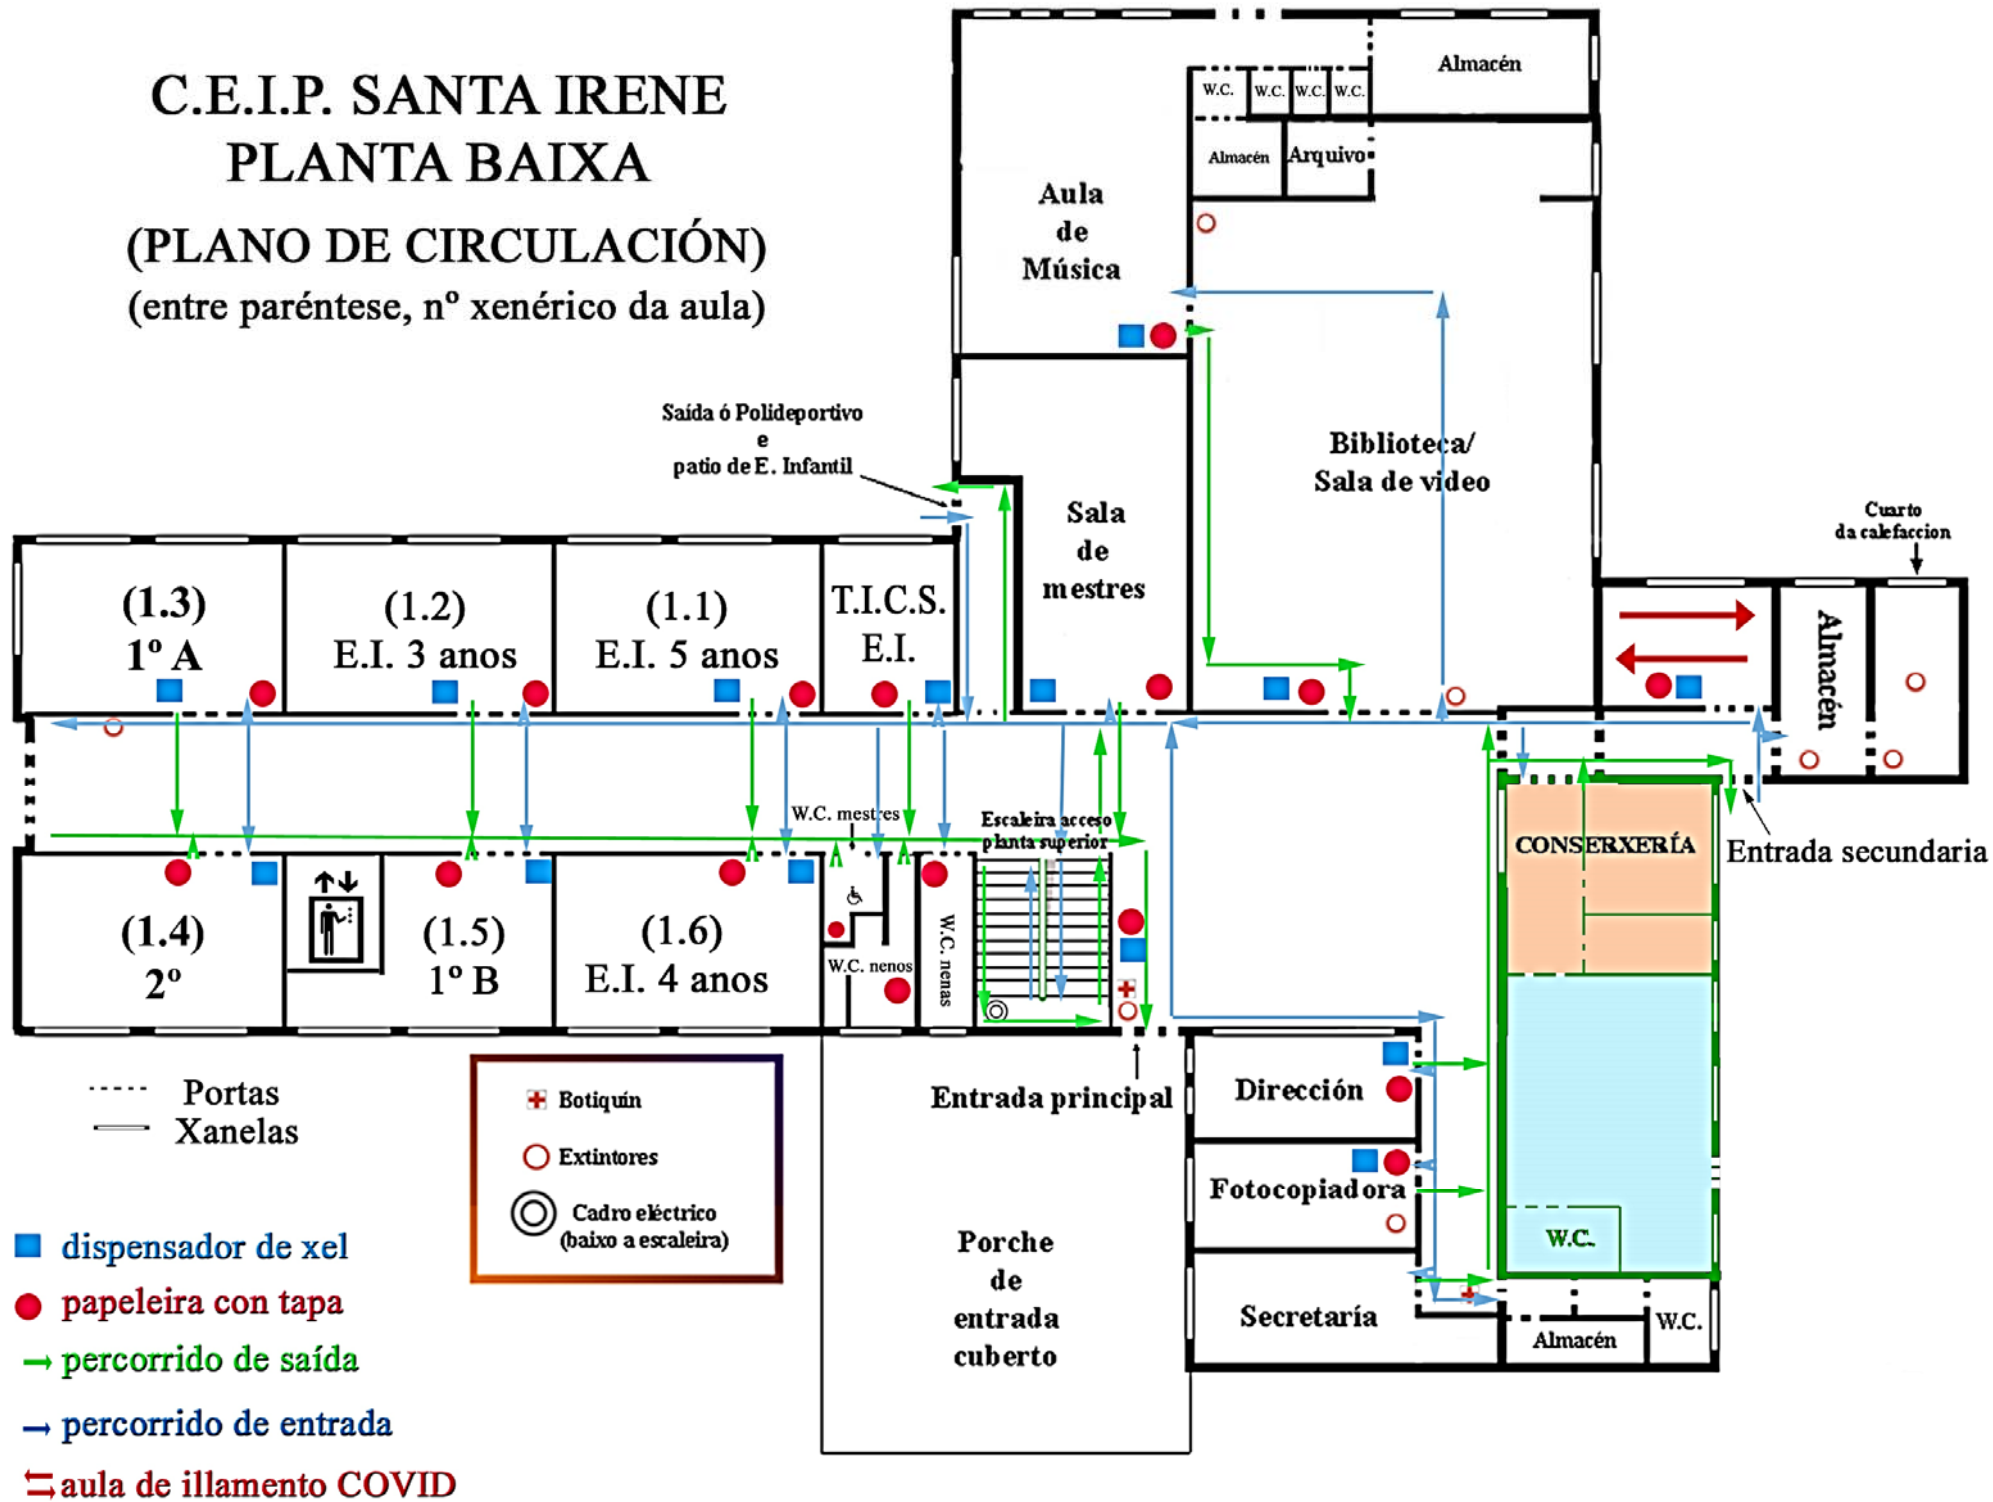 C.E.I.P. SANTA IRENE
PLANTA BAIXA
(PLANO DE CIRCULACIÓN)
(entre paréntese, nº xenérico da aula)
Almacén
W.C.
W.C.
W.C.
W.C.
Almacén
Arquivo
Aula
de
Música
Saída ó Polideportivo
e
patio de E. Infantil
Biblioteca/
Sala de video
Sala
de
mestres
Cuarto
da calefaccion
(1.3)
1º A
(1.2)
E.I. 3 anos
(1.1)
E.I. 5 anos
T.I.C.S.
E.I.
Almacén
W.C. mestres
Escaleira acceso
planta superior
CONSERXERÍA
Entrada secundaria
(1.4)
2º
(1.5)
1º B
(1.6)
E.I. 4 anos
W.C. nenos
W.C. nenas
Entrada principal
Dirección
Fotocopiadora
Secretaría
W.C.
Almacén
W.C.
Porche
de
entrada
cuberto
Portas
Xanelas
Botiquín
Extintores
Cadro eléctrico
(baixo a escaleira)
dispensador de xel
papeleira con tapa
percorrido de saída
percorrido de entrada
aula de illamento COVID